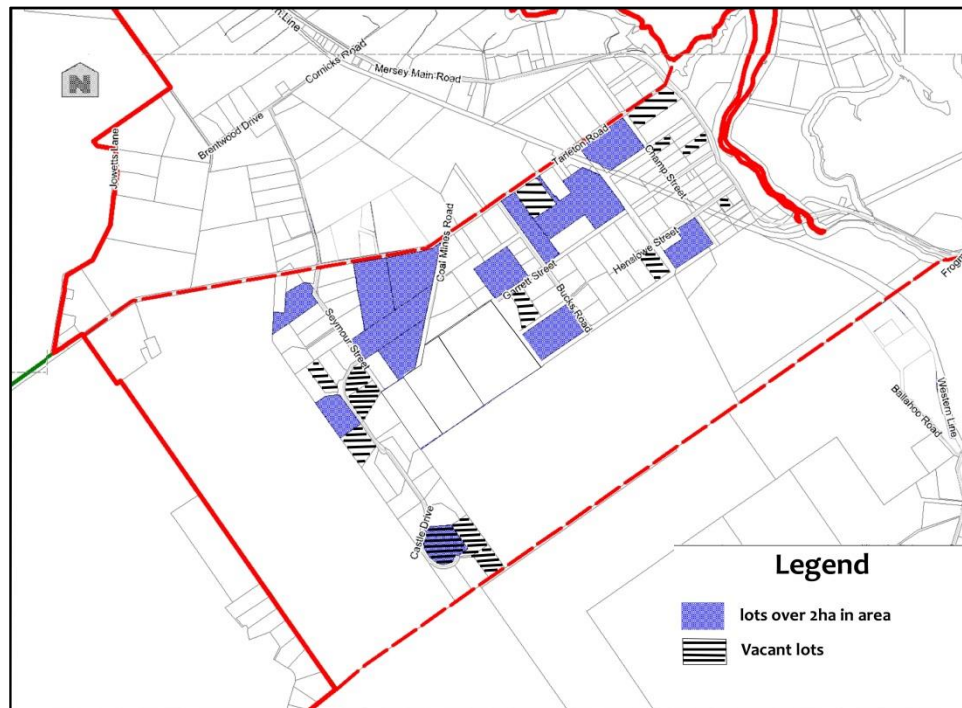 n Line
Cornicks Road
Mersey Main Road
N
Brentwood Drive
Jowetts Lane
Tarleton Road
Champ Street
Coal Mines Road
Henslowe Street
Garrett Street
Bucks Road
Frogm
Seymour Street
Western Line
Ballahoo Road
Castle Drive
Legend
lots over 2ha in area
Vacant lots